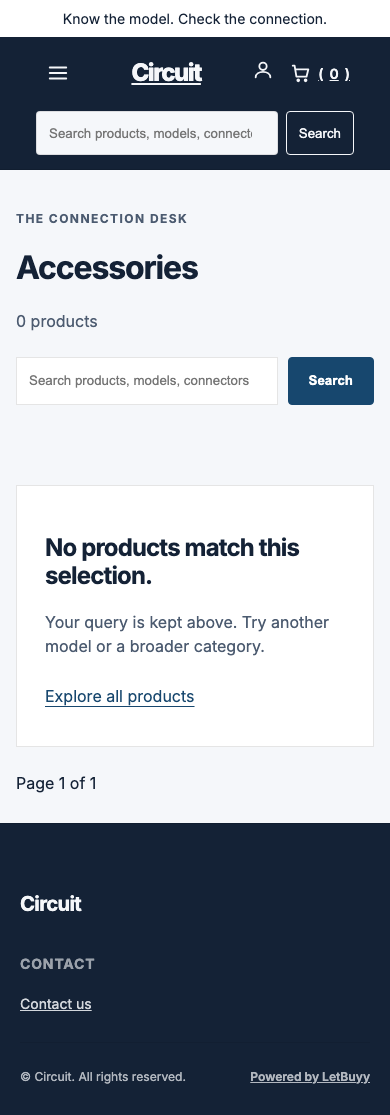 Know the model. Check the connection.
Circuit
( 0 )
Search products, models, connecto
Search
THE CONNECTION DESK
Accessories
0 products
Search products, models, connectors
Search
No products match this
selection.
Your query is kept above. Try another
model or a broader category.
Explore all products
Page 1 of 1
Circuit
CONTACT
Contact us
© Circuit. All rights reserved.
Powered by LetBuyy